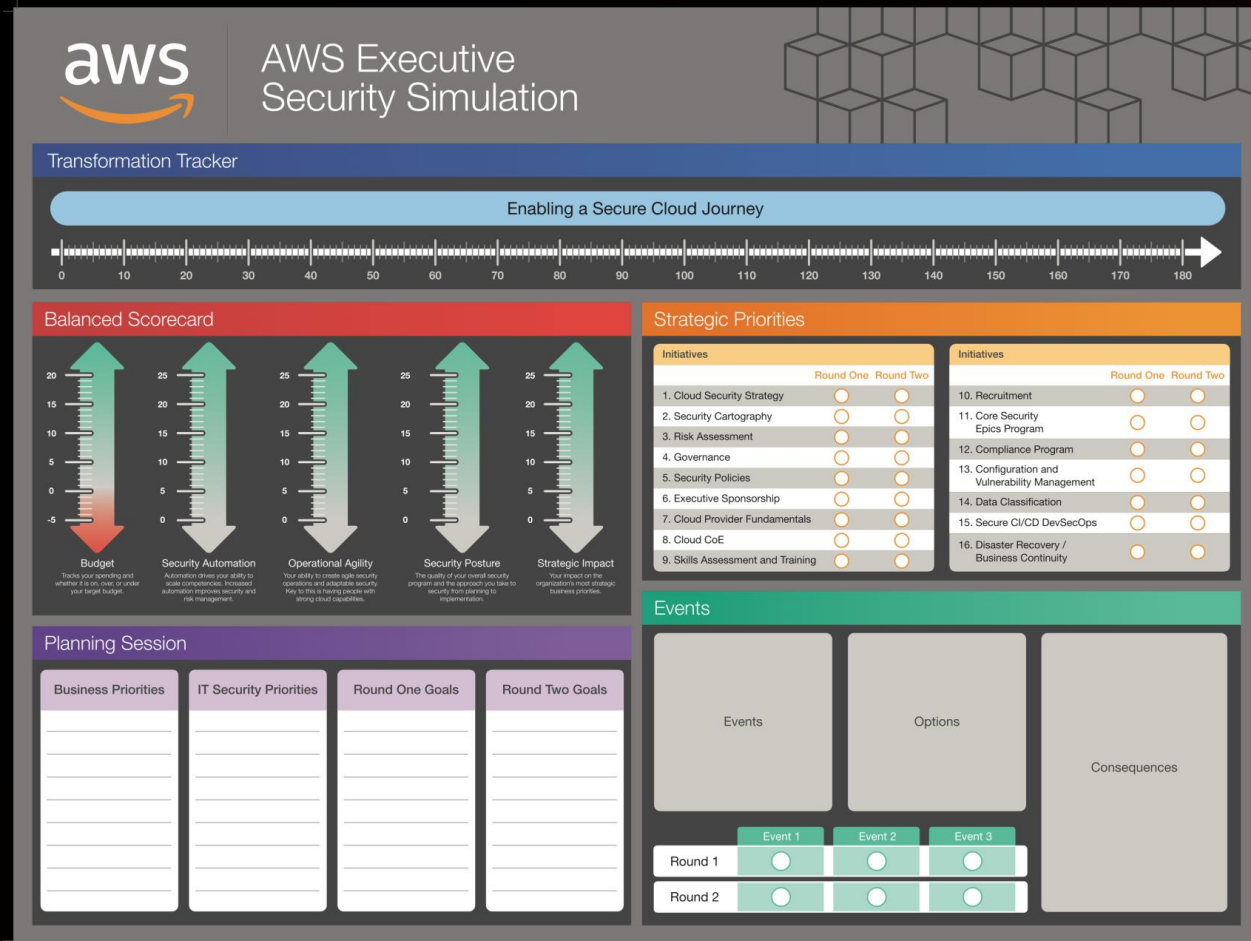 aws
AWS Executive
Security Simulation
Transformation Tracker
Enabling a Secure Cloud Journey
0 10 20 30 40 50 60 70 80 90 100 110 120 130 140 150 160 170 180
Balanced Scorecard
20
15
10
5
0
-5
Budget
Tracks your spending and
whether it is on, over, or under
your target budget.
25
20
15
10
5
0
Security Automation
Automation drives your ability to
scale competencies. Increased
automation improves security and
risk management.
25
20
15
10
5
0
Operational Agility
Your ability to create agile security
operations and adaptable security.
Key to this is having people with
strong cloud capabilities.
25
20
15
10
5
0
Security Posture
The quality of your overall security
program and the approach you take to
security from planning to
implementation.
25
20
15
10
5
0
Strategic Impact
Your impact on the
organization's most strategic
business priorities.
Strategic Priorities
Initiatives
Round One Round Two
1. Cloud Security Strategy
2. Security Cartography
3. Risk Assessment
4. Governance
5. Security Policies
6. Executive Sponsorship
7. Cloud Provider Fundamentals
8. Cloud CoE
9. Skills Assessment and Training
Initiatives
Round One Round Two
10. Recruitment
11. Core Security
Epics Program
12. Compliance Program
13. Configuration and
Vulnerability Management
14. Data Classification
15. Secure CI/CD DevSecOps
16. Disaster Recovery /
Business Continuity
Planning Session
Business Priorities
IT Security Priorities
Round One Goals
Round Two Goals
Events
Events
Options
Consequences
Event 1 Event 2 Event 3
Round 1
Round 2